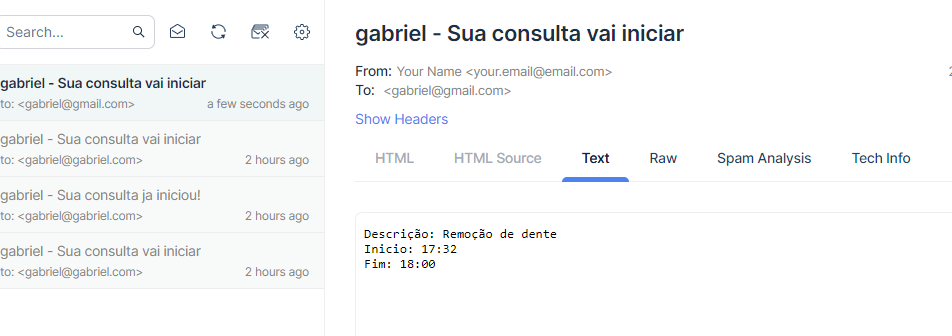 Search...
gabriel - Sua consulta vai iniciar
to: <gabriel@gmail.com> a few seconds ago
gabriel - Sua consulta vai iniciar
to: <gabriel@gabriel.com> 2 hours ago
gabriel - Sua consulta ja iniciou!
to: <gabriel@gabriel.com> 2 hours ago
gabriel - Sua consulta vai iniciar
to: <gabriel@gabriel.com> 2 hours ago
gabriel - Sua consulta vai iniciar
From: Your Name <your.email@email.com>
To: <gabriel@gmail.com>
Show Headers
HTML HTML Source Text Raw Spam Analysis Tech Info
Descrição: Remoção de dente
Inicio: 17:32
Fim: 18:00